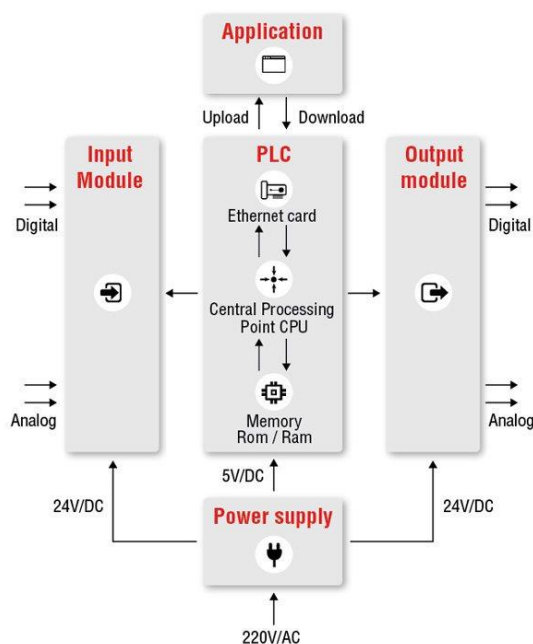 Application
Upload
Download
Input
Module
PLC
Output
module
Ethernet card
Digital
Digital
Central Processing
Point CPU
Analog
Analog
Memory
Rom / Ram
5V/DC
24V/DC
24V/DC
Power supply
220V/AC